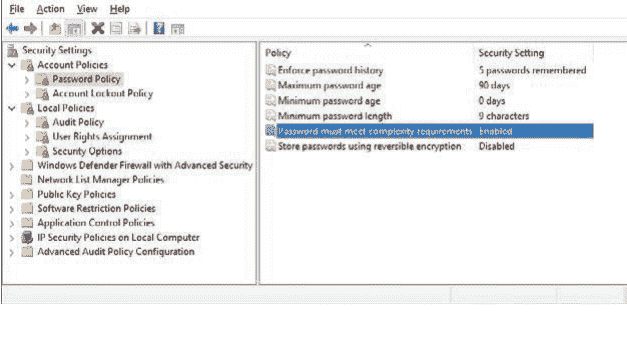 File Action View Help
Security Settings
Account Policies
Password Policy
Account Lockout Policy
Local Policies
Audit Policy
User Rights Assignment
Security Options
Windows Defender Firewall with Advanced Security
Network List Manager Policies
Public Key Policies
Software Restriction Policies
Application Control Policies
IP Security Policies on Local Computer
Advanced Audit Policy Configuration
Policy Security Setting
Enforce password history 5 passwords remembered
Maximum password age 90 days
Minimum password age 0 days
Minimum password length 9 characters
Password must meet complexity requirements Enabled
Store passwords using reversible encryption Disabled